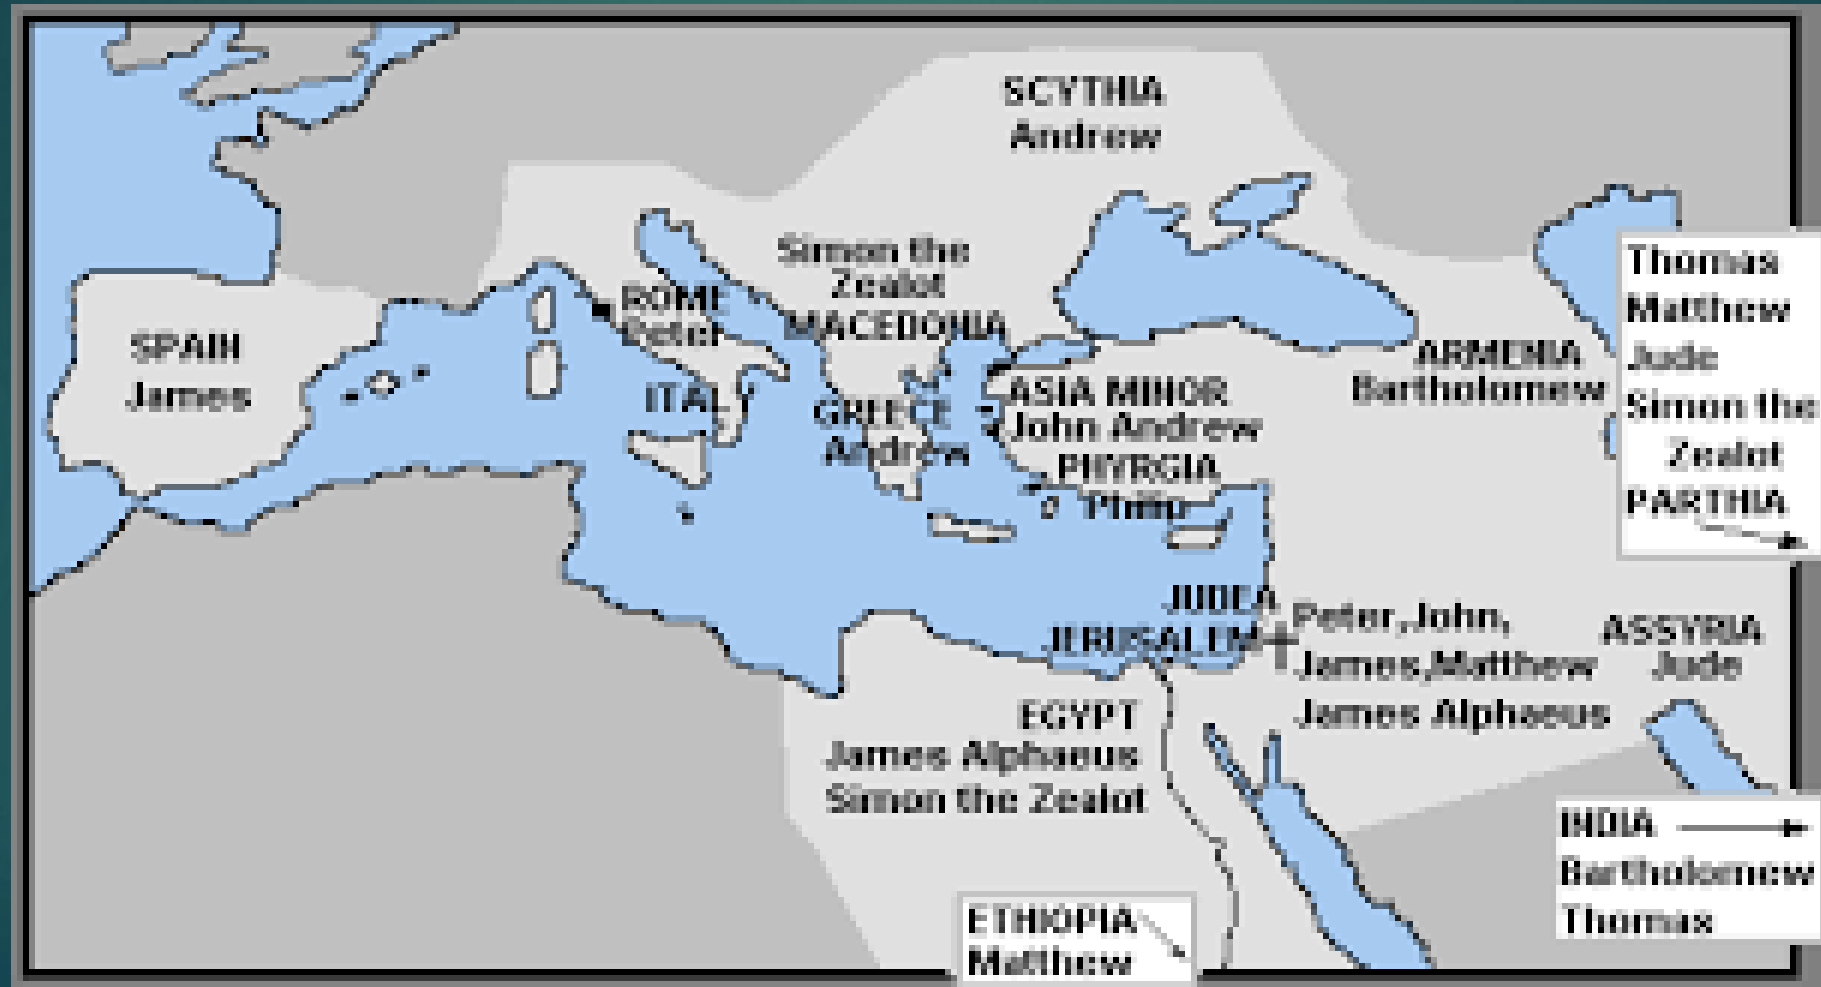 SCYTHIA
Andrew
Simon the
Zealot
MACEDONIA
ROME
Peter
ITAL
SPAIN
James
GREECE
Andrew
ASIA MINOR
John Andrew
PHYRGIA
Philip
ARMENIA
Bartholomew
Thomas
Matthew
Jude
Simon the
Zealot
PARTHIA
JUDEA
JERUSALEM
Peter, John,
James, Matthew
James Alphaeus
ASSYRIA
Jude
EGYPT
James Alphaeus
Simon the Zealot
INDIA
Bartholomew
Thomas
ETHIOPIA
Matthew